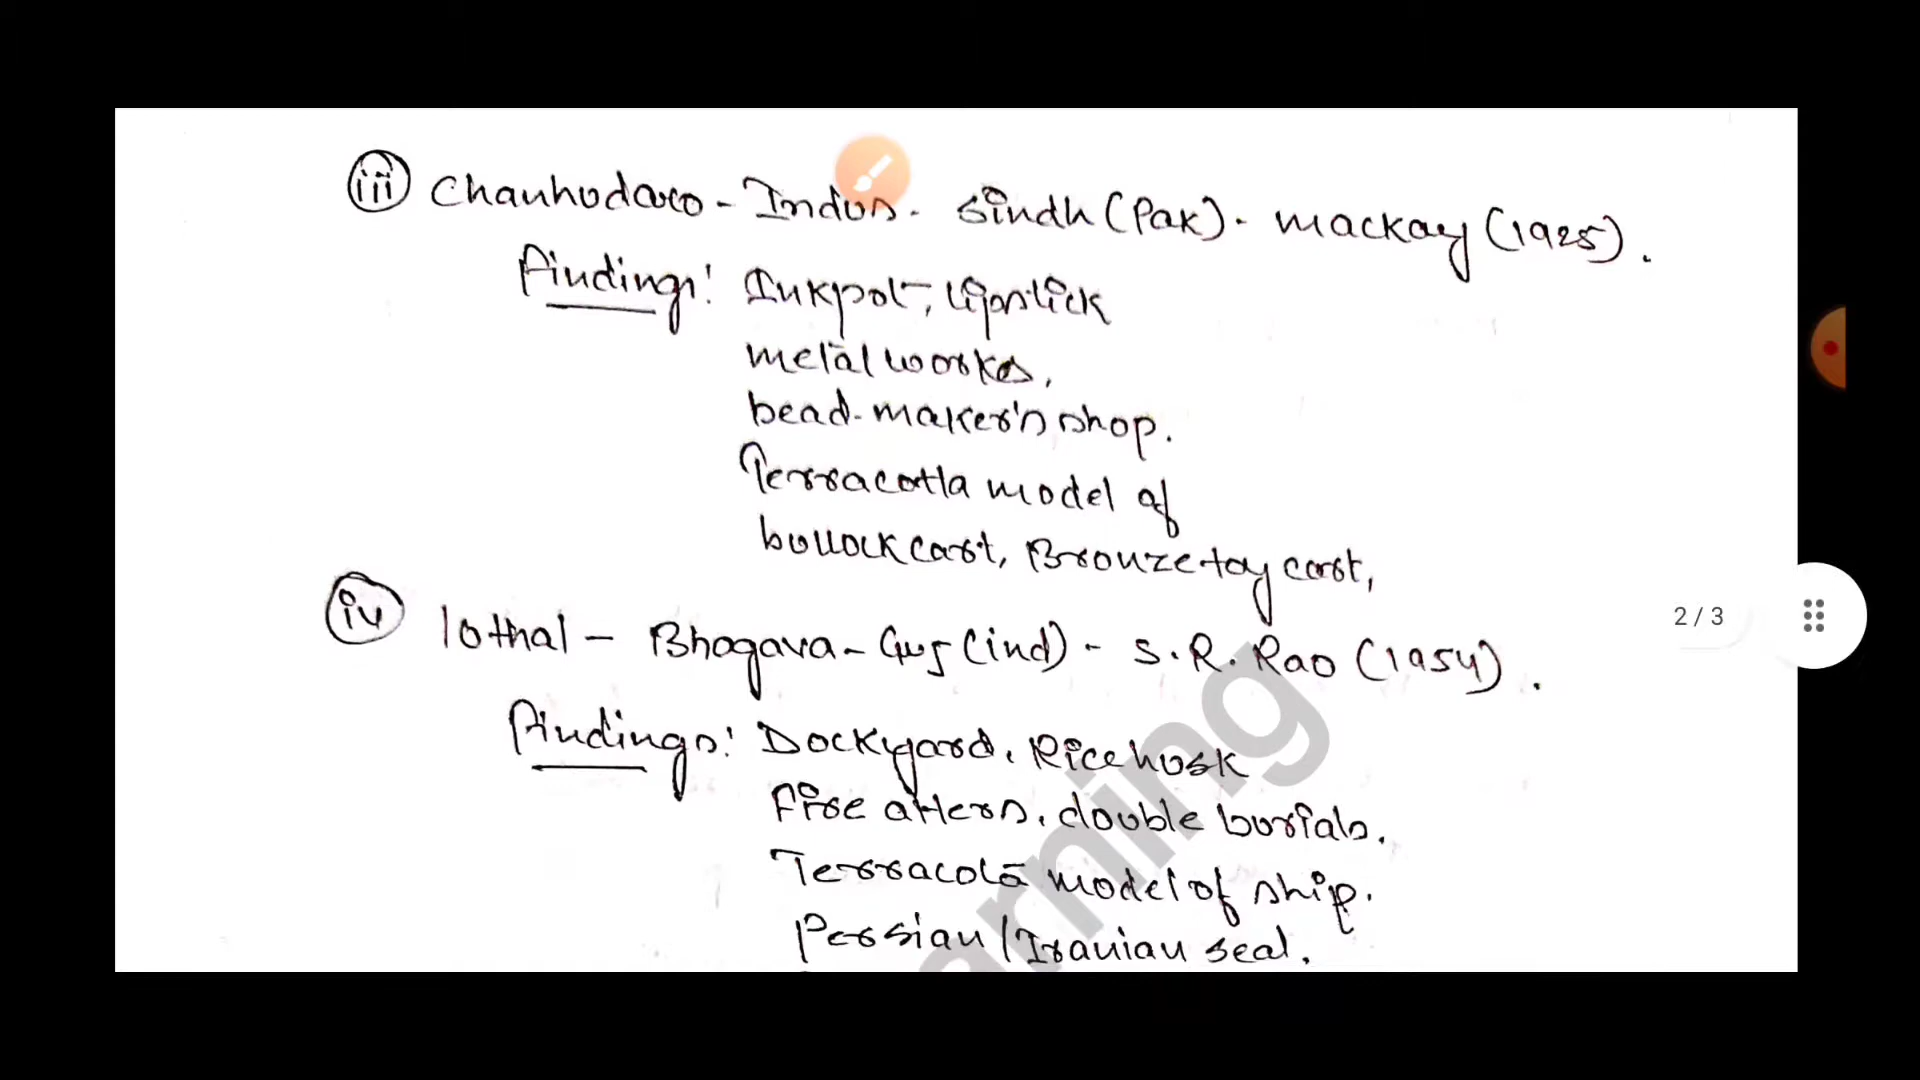 iii Chanhudaro - Indus. Sindh (Pak). Mackay (1925).
Findings: Inkpot, lipstick
metal works,
bead-maker's shop.
Terracotta model of
bullock cart, Bronze toy cart,
iv lothal - Bhogava - Guj (ind) - S.R. Rao (1954).
2/3
Findings: Dockyard, Rice husk
Fire alters, double burials.
Terracota model of ship.
Persian / Iranian seal.
arning